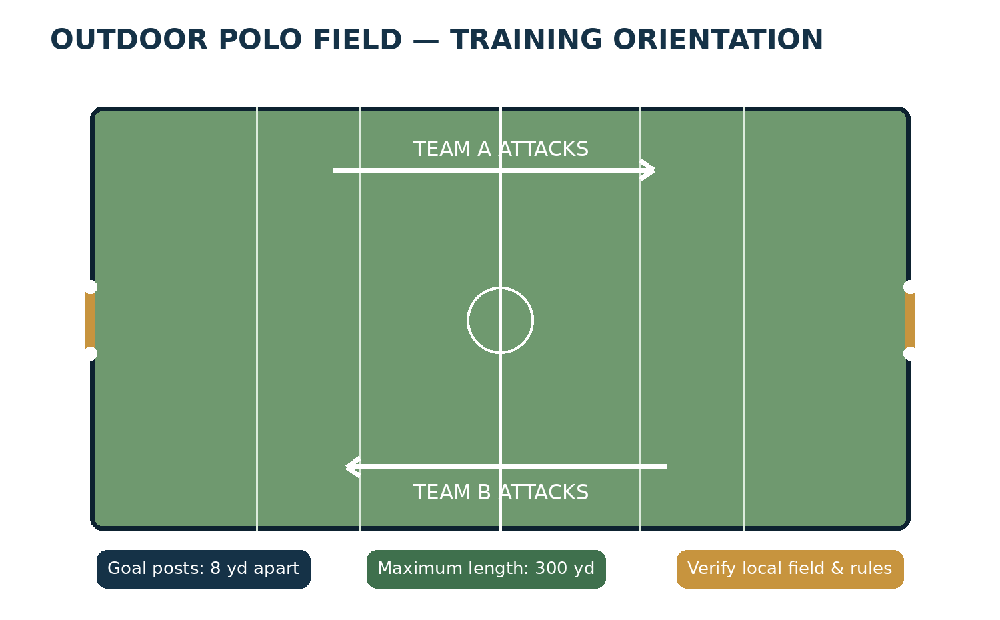 OUTDOOR POLO FIELD — TRAINING ORIENTATION
TEAM A ATTACKS
TEAM B ATTACKS
Goal posts: 8 yd apart
Maximum length: 300 yd
Verify local field & rules